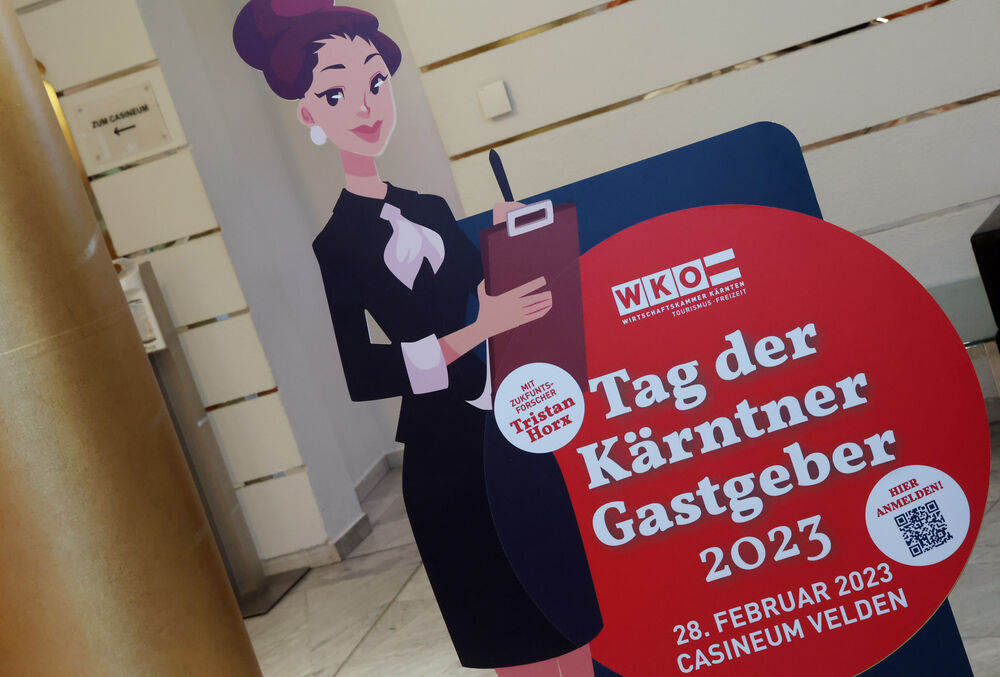 ZUM CASINEUM
WKO
WIRTSCHAFTSKAMMER KÄRNTEN
TOURISMUS · FREIZEIT
MIT
ZUKFUNTS-
FORSCHER
Tristan
Horx
Tag der
Kärntner
Gastgeber
2023
HIER
ANMELDEN!
28. FEBRUAR 2023
CASINEUM VELDEN